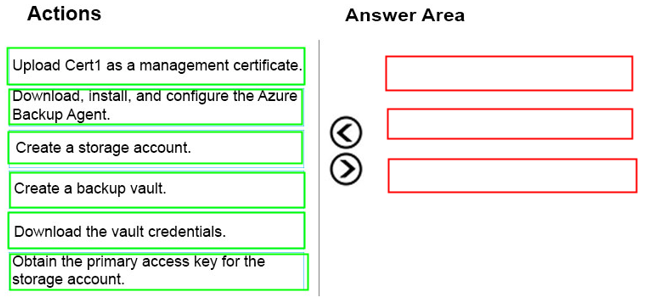 Actions
Answer Area
Upload Cert1 as a management certificate.
Download, install, and configure the Azure
Backup Agent.
Create a storage account.
Create a backup vault.
Download the vault credentials.
Obtain the primary access key for the
storage account.